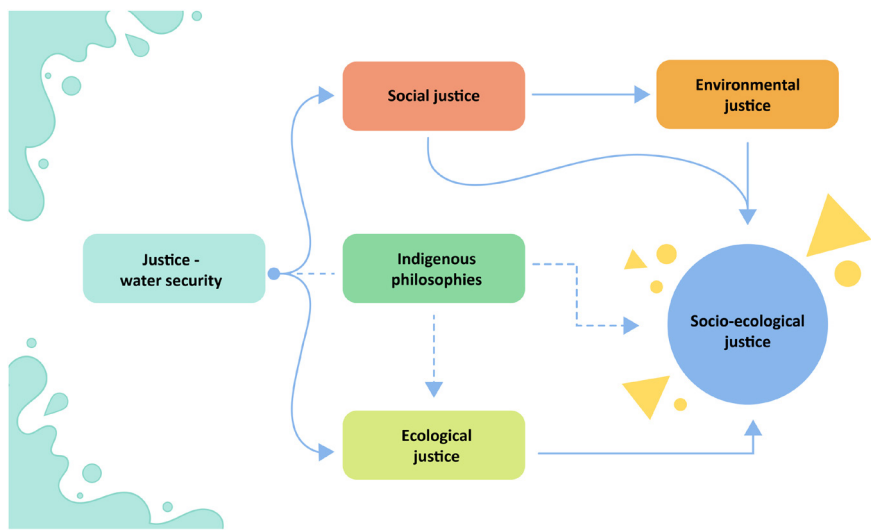 Social justice
Environmental
justice
Justice -
water security
Indigenous
philosophies
Socio-ecological
justice
Ecological
justice